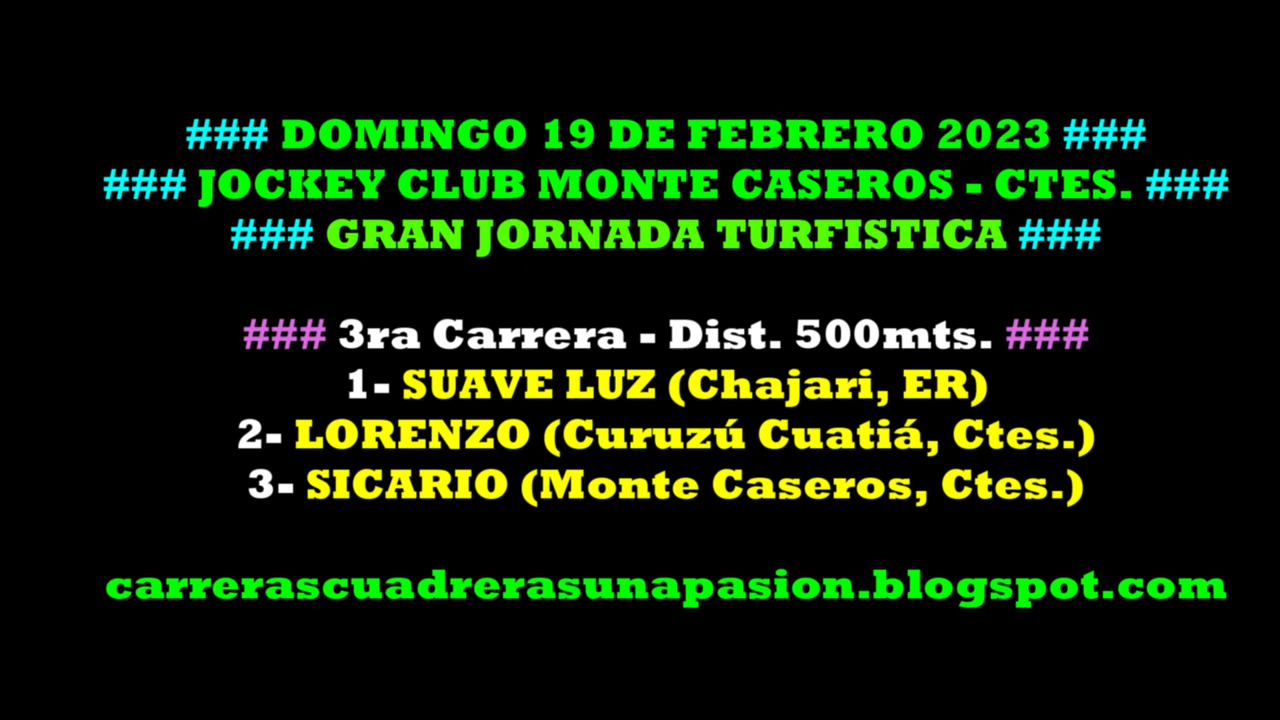 ### DOMINGO 19 DE FEBRERO 2023 ###
### JOCKEY CLUB MONTE CASEROS - CTES. ###
### GRAN JORNADA TURFISTICA ###
### 3ra Carrera - Dist. 500mts. ###
1- SUAVE LUZ (Chajari, ER)
2- LORENZO (Curuzú Cuatiá, Ctes.)
3- SICARIO (Monte Caseros, Ctes.)
carrerascuadrerasunapasion.blogspot.com